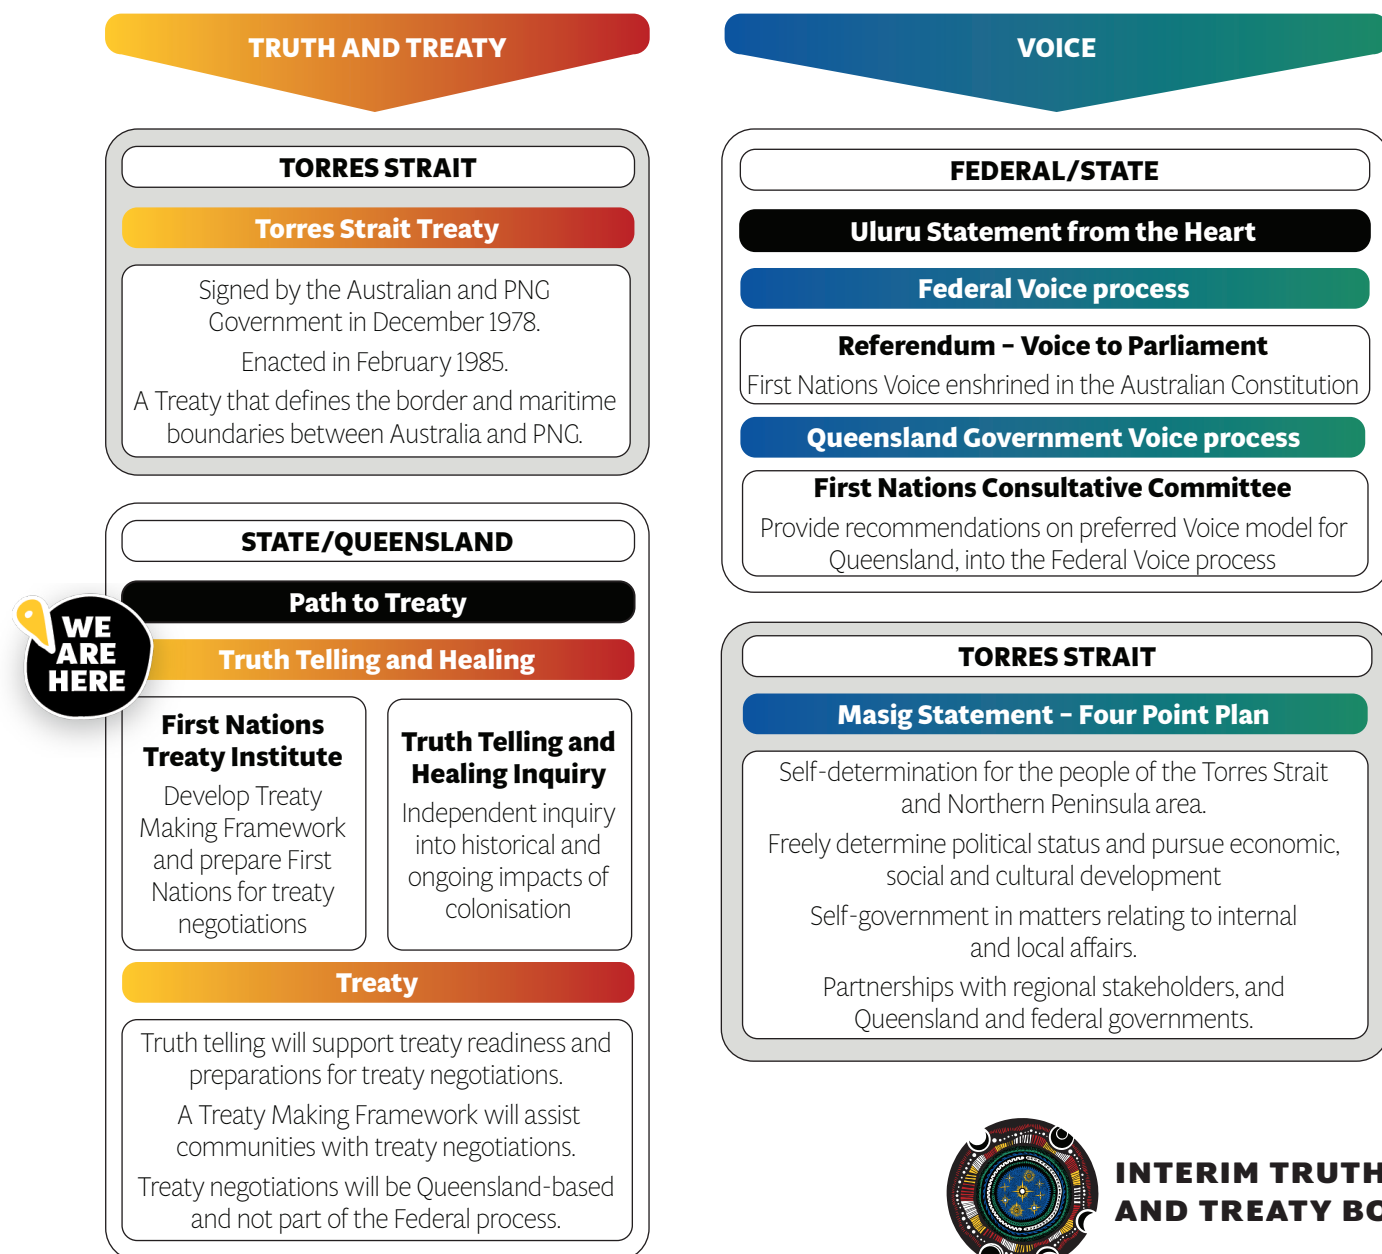 TRUTH AND TREATY
TORRES STRAIT
Torres Strait Treaty
Signed by the Australian and PNG
Government in December 1978.
Enacted in February 1985.
A Treaty that defines the border and maritime
boundaries between Australia and PNG.
STATE/QUEENSLAND
Path to Treaty
WE
ARE
HERE
Truth Telling and Healing
First Nations
Treaty Institute
Develop Treaty
Making Framework
and prepare First
Nations for treaty
negotiations
Truth Telling and
Healing Inquiry
Independent inquiry
into historical and
ongoing impacts of
colonisation
Treaty
Truth telling will support treaty readiness and
preparations for treaty negotiations.
A Treaty Making Framework will assist
communities with treaty negotiations.
Treaty negotiations will be Queensland-based
and not part of the Federal process.
VOICE
FEDERAL/STATE
Uluru Statement from the Heart
Federal Voice process
Referendum – Voice to Parliament
First Nations Voice enshrined in the Australian Constitution
Queensland Government Voice process
First Nations Consultative Committee
Provide recommendations on preferred Voice model for
Queensland, into the Federal Voice process
TORRES STRAIT
Masig Statement – Four Point Plan
Self-determination for the people of the Torres Strait
and Northern Peninsula area.
Freely determine political status and pursue economic,
social and cultural development
Self-government in matters relating to internal
and local affairs.
Partnerships with regional stakeholders, and
Queensland and federal governments.
INTERIM TRUTH
AND TREATY BO